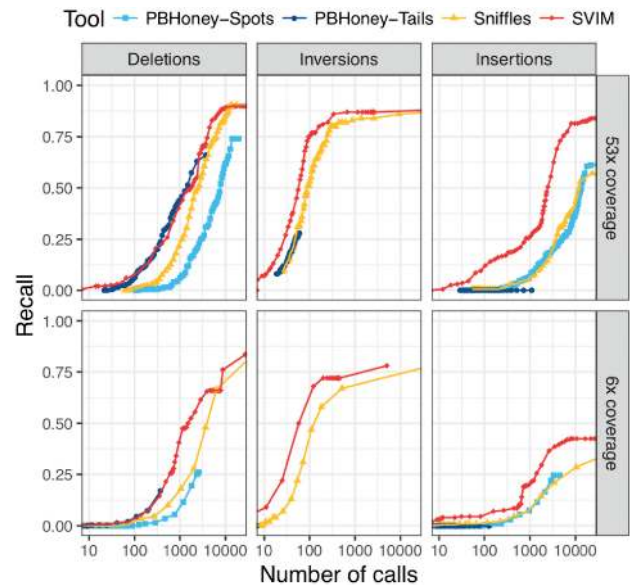 Tool PBHoney-Spots PBHoney-Tails Sniffles SVIM
Deletions Inversions Insertions
1.00
0.75
0.50
0.25
0.00
53x coverage
Recall
1.00
0.75
0.50
0.25
0.00
6x coverage
10 100 1000 10000 10 100 1000 10000 10 100 1000 10000
Number of calls